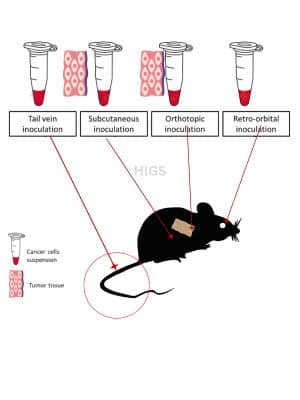 Tail vein
inoculation
Subcutaneous
inoculation
Orthotopic
inoculation
Retro-orbital
inoculation
HIGS
Cancer cells
suspension
Tumor tissue